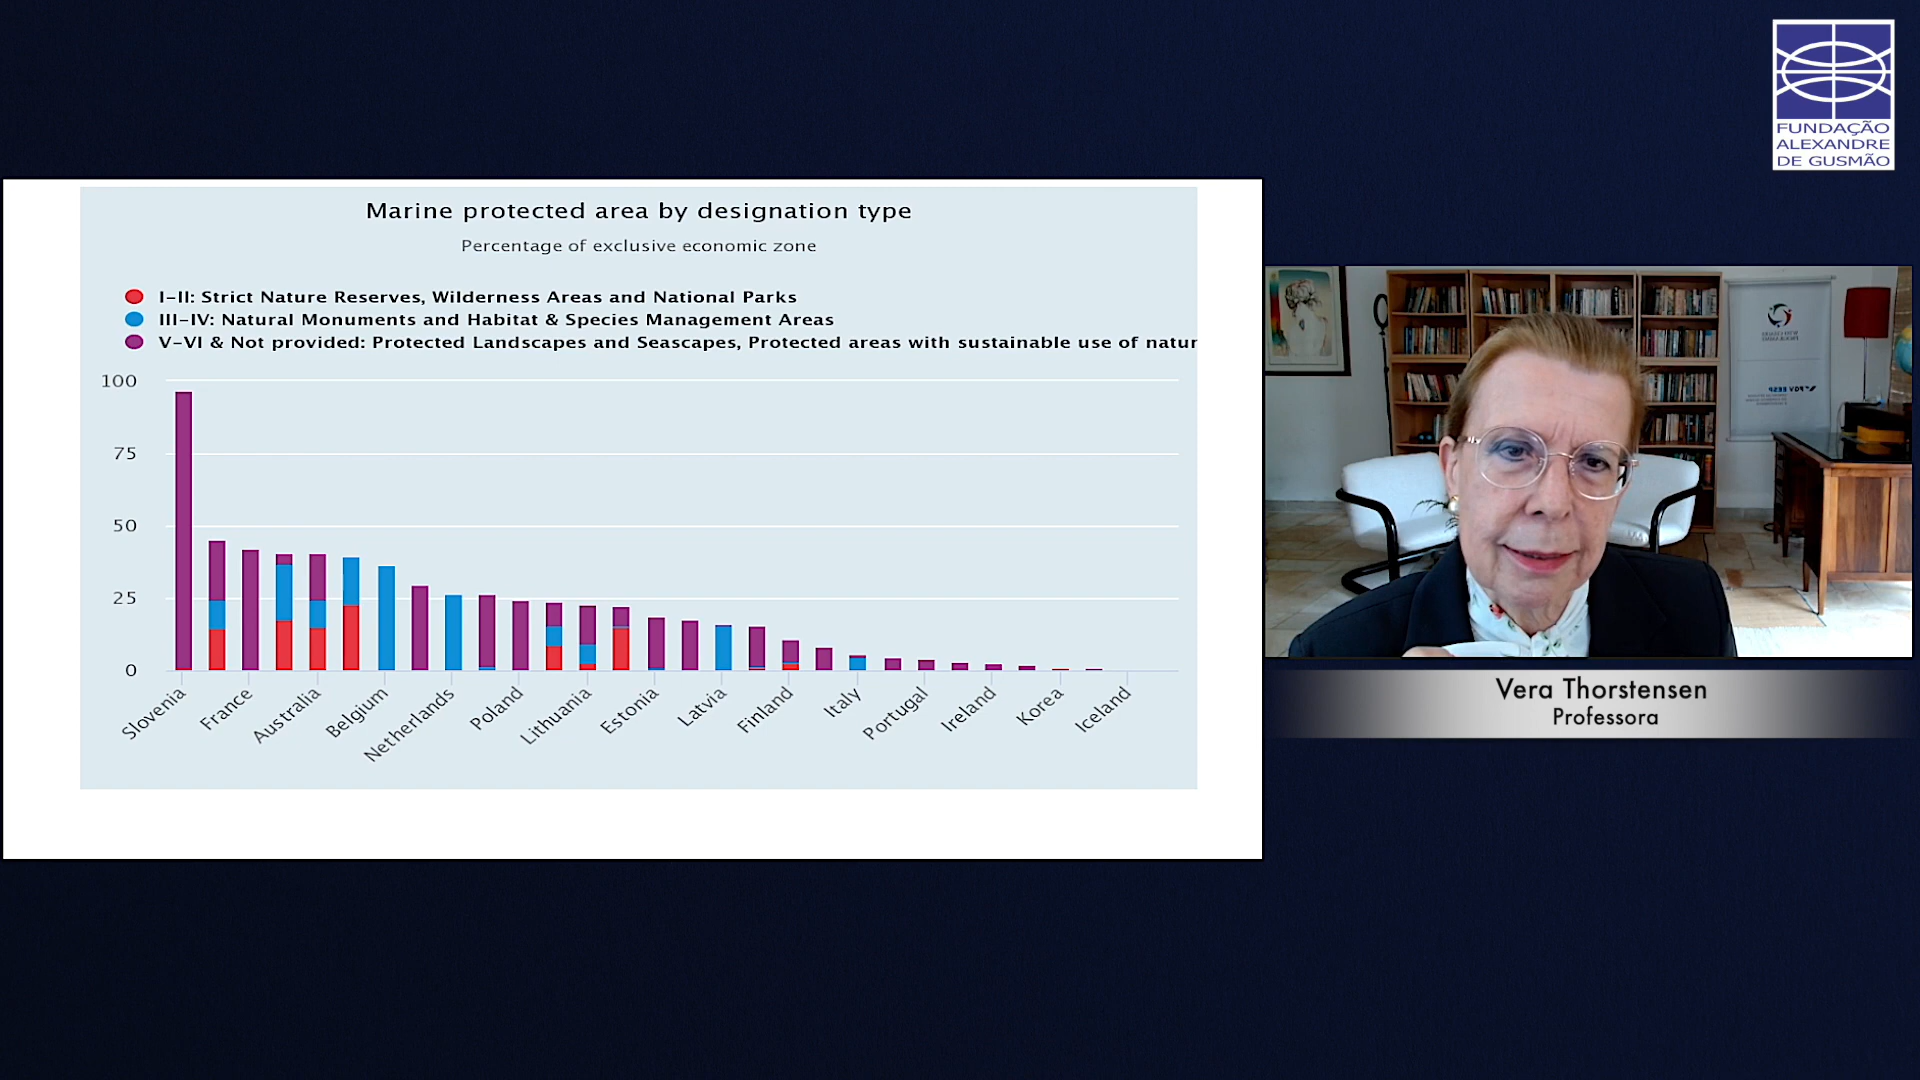 FUNDAÇÃO
ALEXANDRE
DE GUSMÃO
Marine protected area by designation type
Percentage of exclusive economic zone
I-II: Strict Nature Reserves, Wilderness Areas and National Parks
III-IV: Natural Monuments and Habitat & Species Management Areas
V-VI & Not provided: Protected Landscapes and Seascapes, Protected areas with sustainable use of natur
100
75
50
25
0
Slovenia
France
Australia
Belgium
Netherlands
Poland
Lithuania
Estonia
Latvia
Finland
Italy
Portugal
Ireland
Korea
Iceland
FGV EESP
Vera Thorstensen
Professora